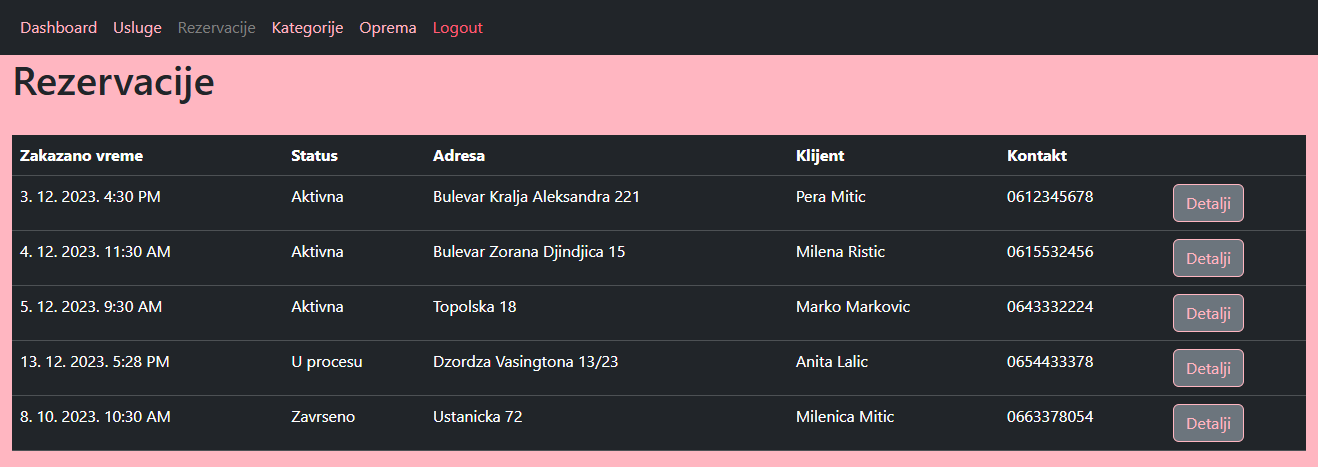 Dashboard Usluge Rezervacije Kategorije Oprema Logout
Rezervacije
Zakazano vreme Status Adresa Klijent Kontakt
3. 12. 2023. 4:30 PM Aktivna Bulevar Kralja Aleksandra 221 Pera Mitic 0612345678 Detalji
4. 12. 2023. 11:30 AM Aktivna Bulevar Zorana Djindjica 15 Milena Ristic 0615532456 Detalji
5. 12. 2023. 9:30 AM Aktivna Topolska 18 Marko Markovic 0643332224 Detalji
13. 12. 2023. 5:28 PM U procesu Dzordza Vasingtona 13/23 Anita Lalic 0654433378 Detalji
8. 10. 2023. 10:30 AM Zavrseno Ustanicka 72 Milenica Mitic 0663378054 Detalji